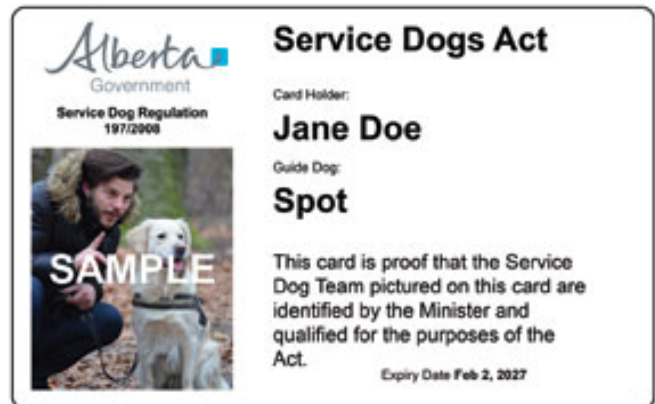 Alberta
Government
Service Dog Regulation
197/2008
SAMPLE
Service Dogs Act
Card Holder:
Jane Doe
Guide Dog:
Spot
This card is proof that the Service
Dog Team pictured on this card are
identified by the Minister and
qualified for the purposes of the
Act.
Expiry Date Feb 2, 2027